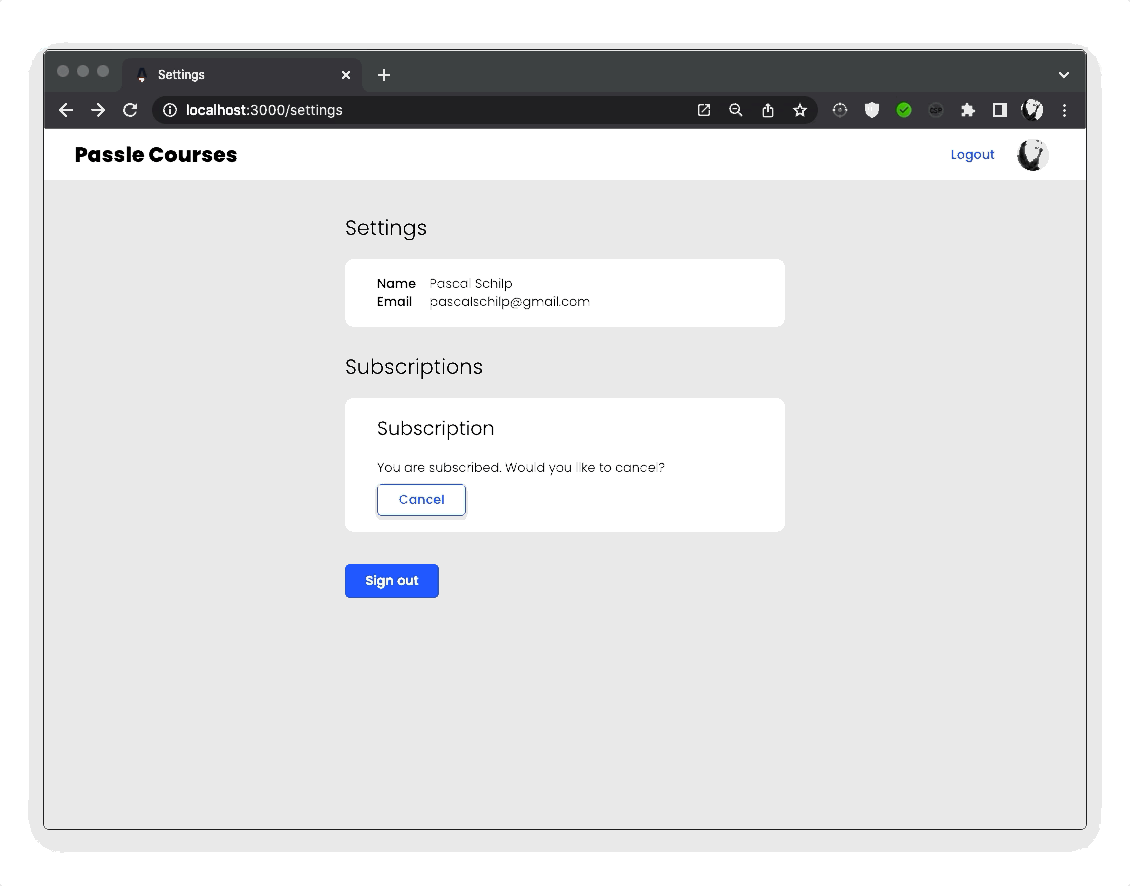 Settings
localhost:3000/settings
Passle Courses
Logout
Settings
Name Pascal Schilp
Email pascalschilp@gmail.com
Subscriptions
Subscription
You are subscribed. Would you like to cancel?
Cancel
Sign out